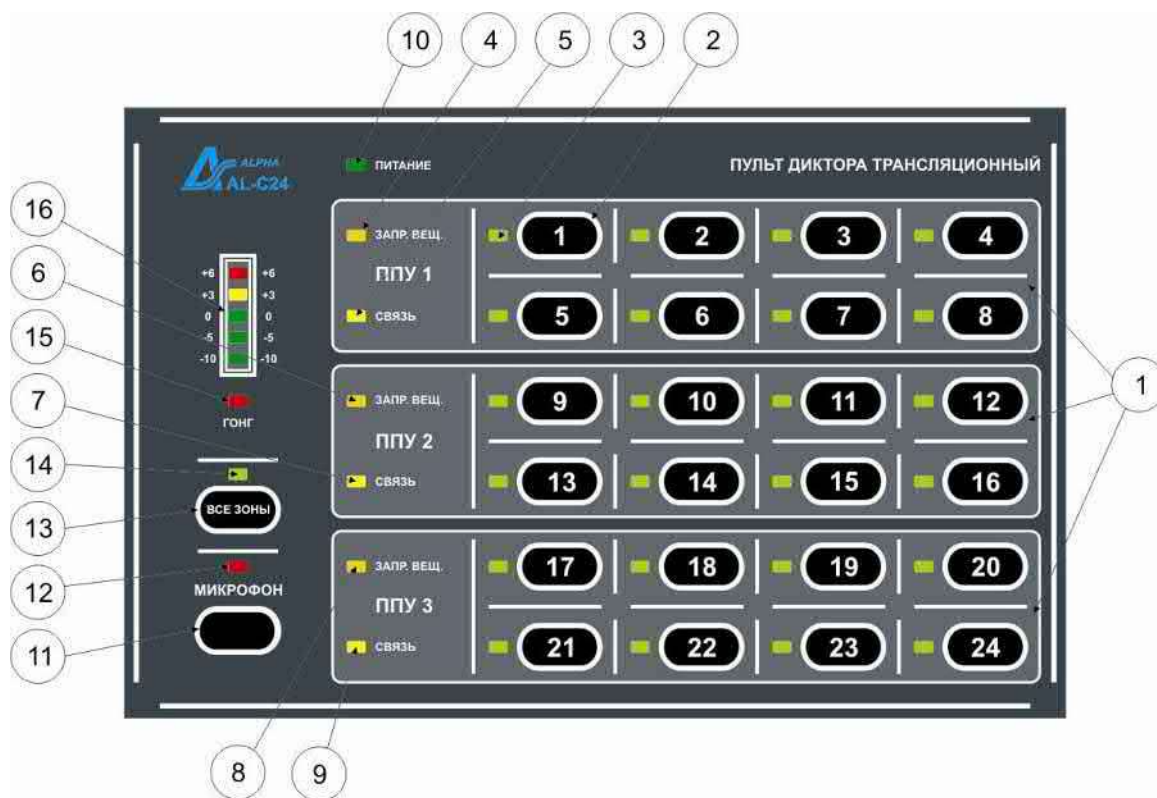 10 4 5 3 2
ALPHA
AL-C24
ПИТАНИЕ
ПУЛЬТ ДИКТОРА ТРАНСЛЯЦИОННЫЙ
16
6
15
7
14
13
12
11
+6 +6
+3 +3
0 0
-5 -5
-10 -10
ГОНГ
ВСЕ ЗОНЫ
МИКРОФОН
ЗАПР. ВЕЩ.
ППУ 1
СВЯЗЬ
1 2 3 4
5 6 7 8
ЗАПР. ВЕЩ.
ППУ 2
СВЯЗЬ
9 10 11 12
13 14 15 16
ЗАПР. ВЕЩ.
ППУ 3
СВЯЗЬ
17 18 19 20
21 22 23 24
1
8 9